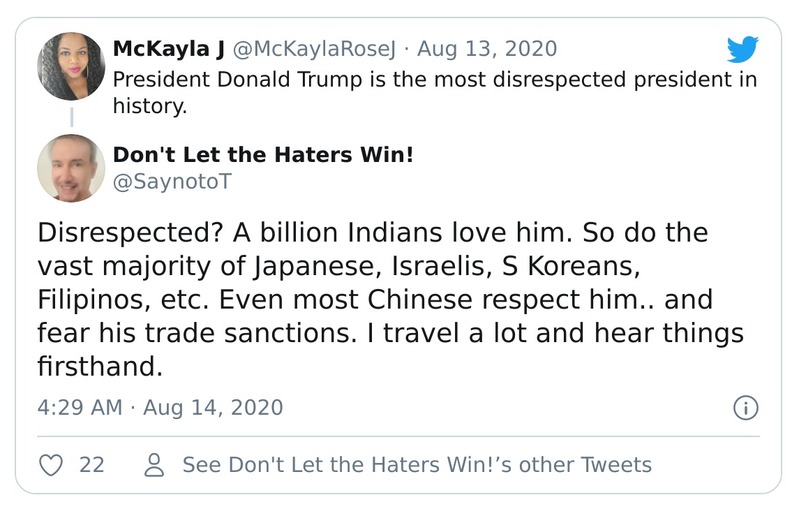 McKayla J @McKaylaRoseJ · Aug 13, 2020
President Donald Trump is the most disrespected president in
history.
Don't Let the Haters Win!
@SaynotoT
Disrespected? A billion Indians love him. So do the
vast majority of Japanese, Israelis, S Koreans,
Filipinos, etc. Even most Chinese respect him.. and
fear his trade sanctions. I travel a lot and hear things
firsthand.
4:29 AM · Aug 14, 2020
22 See Don't Let the Haters Win!’s other Tweets